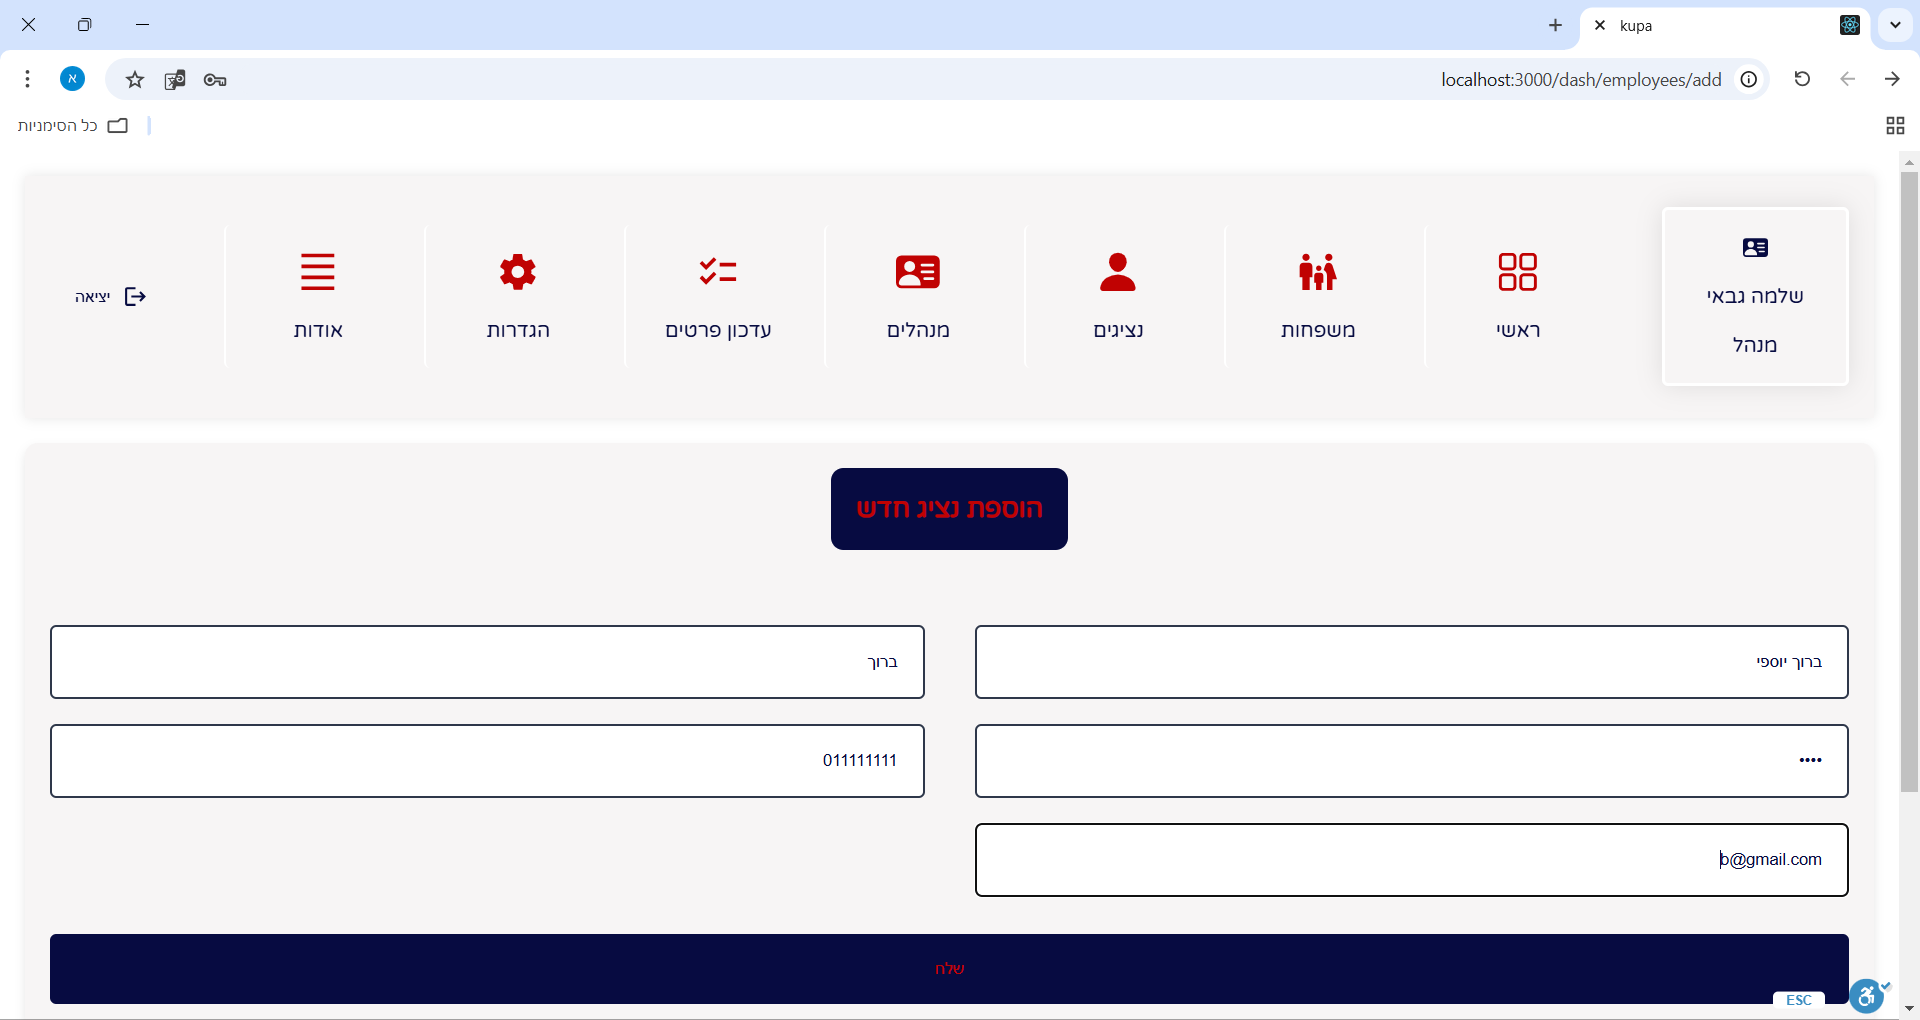 kupa
localhost:3000/dash/employees/add
א
כל הסימניות
שלמה גבאי
מנהל
ראשי
משפחות
נציגים
מנהלים
עדכון פרטים
הגדרות
אודות
יציאה
הוספת נציג חדש
ברוך יוספי
ברוך
••••
011111111
b@gmail.com
שלח
ESC